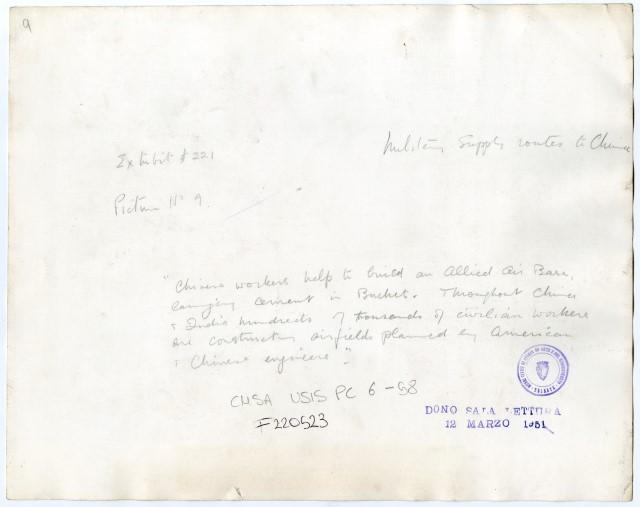 9
Military Supply routes to China
Exhibit # 221
Picture No 9.
"Chinese workers help to build an Allied Air Base,
Carrying cement in Bucket. Throughout China
& India hundreds of thousands of civilian workers
are constructing airfields planned by American
& Chinese engineers".
CMSA USIS PC 6-58
F220523
DONO SALA LETTURA
12 MARZO 1951